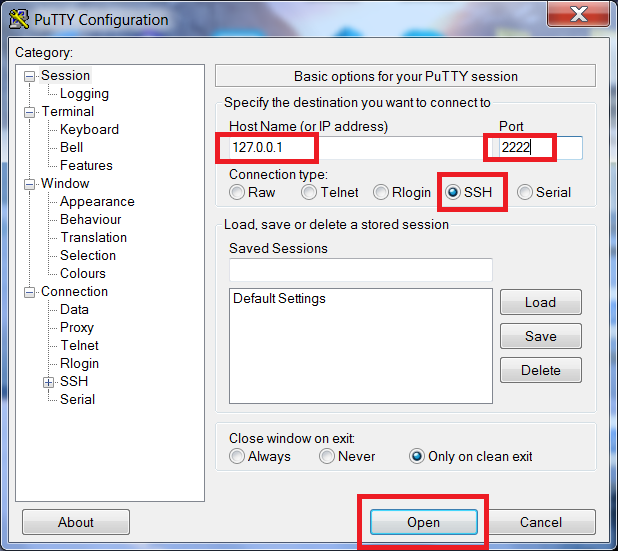 PuTTY Configuration
Category:
Session
Logging
Terminal
Keyboard
Bell
Features
Window
Appearance
Behaviour
Translation
Selection
Colours
Connection
Data
Proxy
Telnet
Rlogin
SSH
Serial
Basic options for your PuTTY session
Specify the destination you want to connect to
Host Name (or IP address) Port
127.0.0.1 2222
Connection type:
Raw Telnet Rlogin SSH Serial
Load, save or delete a stored session
Saved Sessions
Default Settings
Load
Save
Delete
Close window on exit:
Always Never Only on clean exit
About Open Cancel